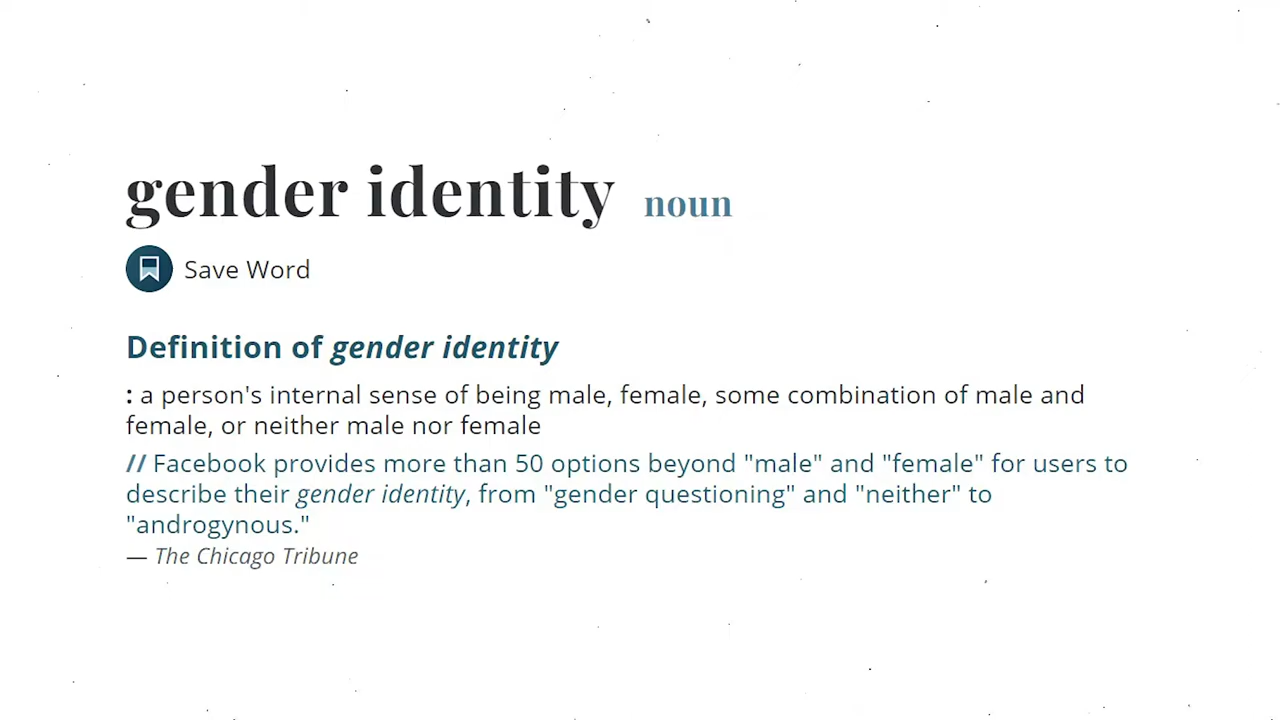 gender identity noun
Save Word
Definition of gender identity
: a person's internal sense of being male, female, some combination of male and
female, or neither male nor female
// Facebook provides more than 50 options beyond "male" and "female" for users to
describe their gender identity, from "gender questioning" and "neither" to
"androgynous."
— The Chicago Tribune